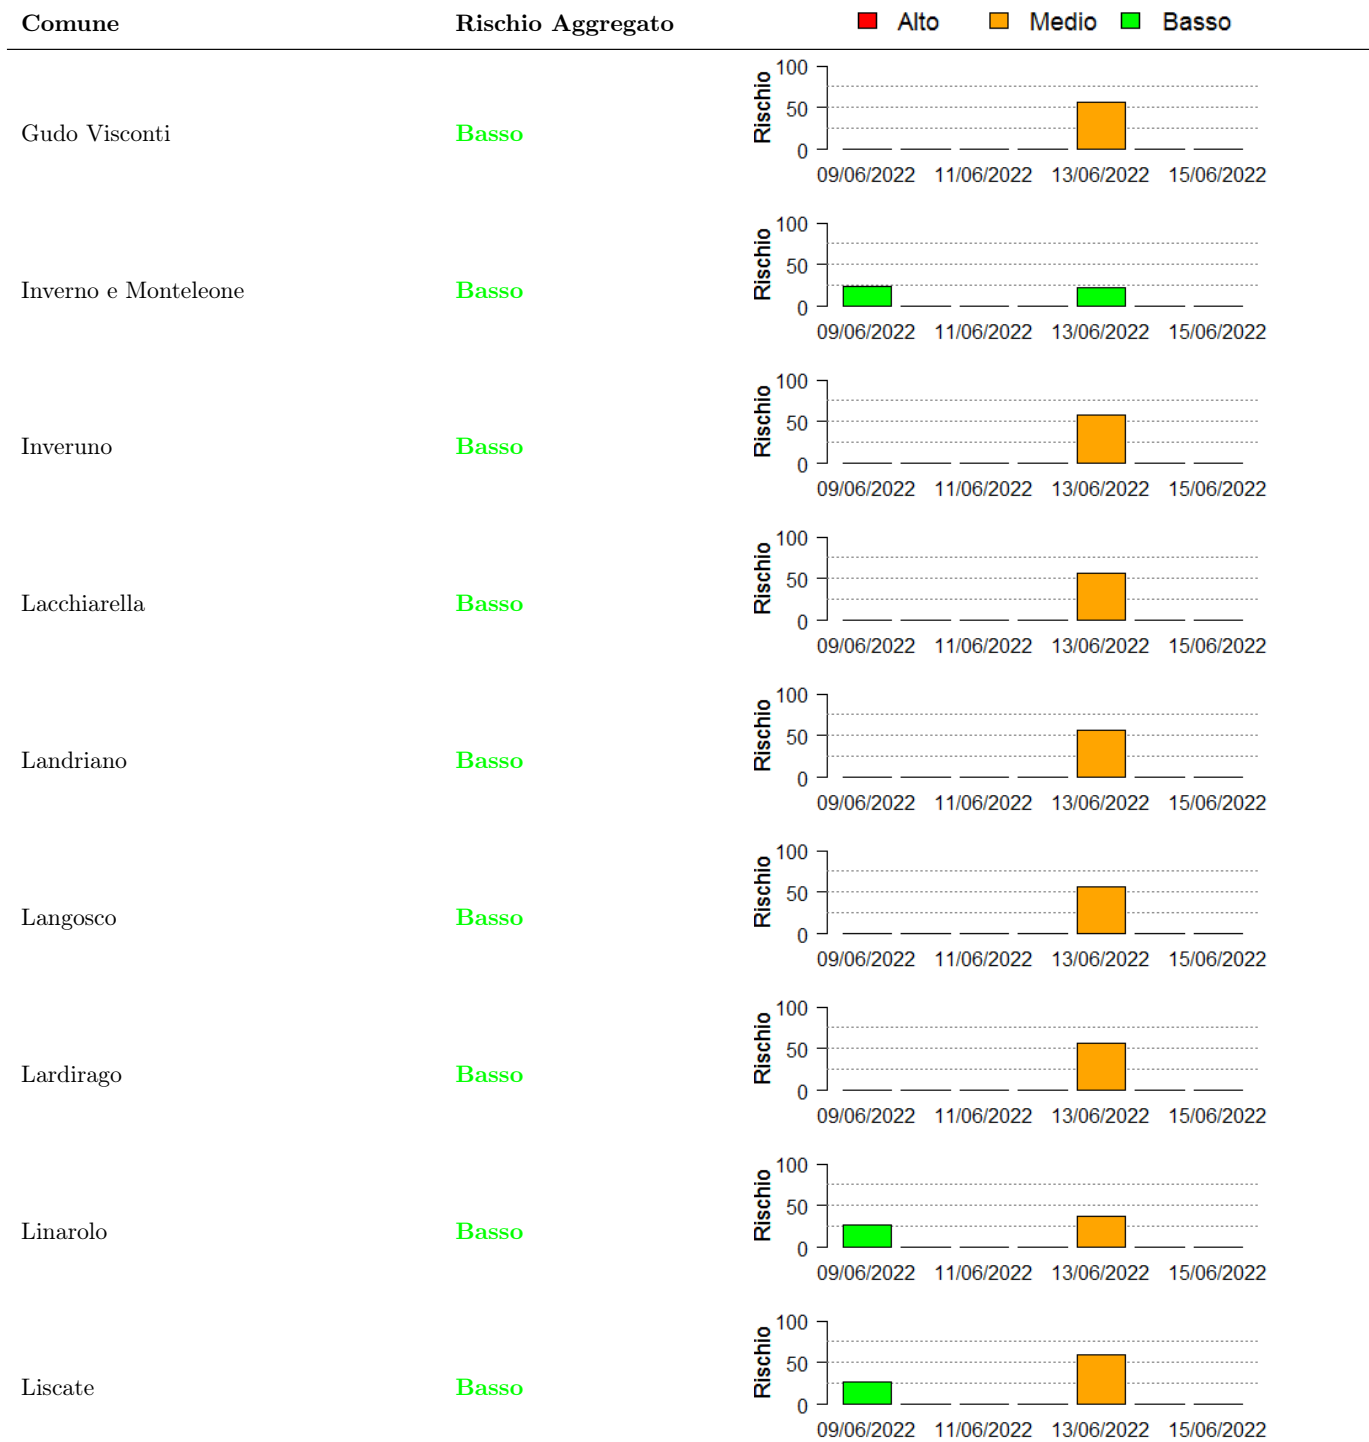 Comune Rischio Aggregato Alto Medio Basso
100
50
0
Rischio
Gudo Visconti Basso
09/06/2022 11/06/2022 13/06/2022 15/06/2022
100
50
0
Rischio
Inverno e Monteleone Basso
09/06/2022 11/06/2022 13/06/2022 15/06/2022
100
50
0
Rischio
Inveruno Basso
09/06/2022 11/06/2022 13/06/2022 15/06/2022
100
50
0
Rischio
Lacchiarella Basso
09/06/2022 11/06/2022 13/06/2022 15/06/2022
100
50
0
Rischio
Landriano Basso
09/06/2022 11/06/2022 13/06/2022 15/06/2022
100
50
0
Rischio
Langosco Basso
09/06/2022 11/06/2022 13/06/2022 15/06/2022
100
50
0
Rischio
Lardirago Basso
09/06/2022 11/06/2022 13/06/2022 15/06/2022
100
50
0
Rischio
Linarolo Basso
09/06/2022 11/06/2022 13/06/2022 15/06/2022
100
50
0
Rischio
Liscate Basso
09/06/2022 11/06/2022 13/06/2022 15/06/2022